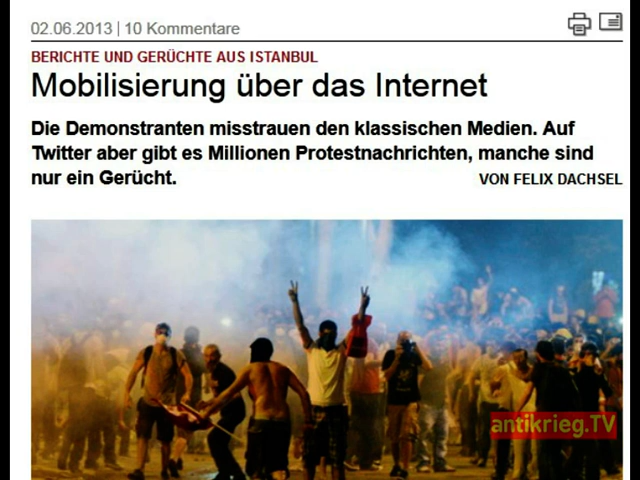 02.06.2013 | 10 Kommentare
BERICHTE UND GERÜCHTE AUS ISTANBUL
Mobilisierung über das Internet
Die Demonstranten misstrauen den klassischen Medien. Auf
Twitter aber gibt es Millionen Protestnachrichten, manche sind
nur ein Gerücht. VON FELIX DACHSEL
antikrieg.TV